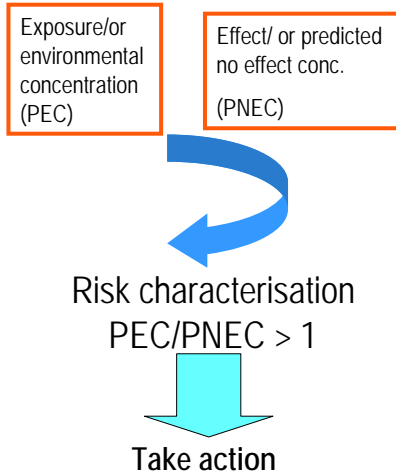 Exposure/or
environmental
concentration
(PEC)
Effect/ or predicted
no effect conc.
(PNEC)
Risk characterisation
PEC/PNEC > 1
Take action